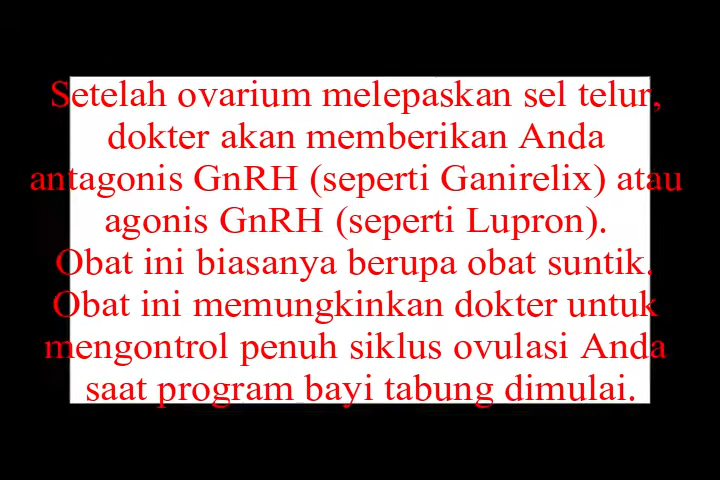 Setelah ovarium melepaskan sel telur,
dokter akan memberikan Anda
antagonis GnRH (seperti Ganirelix) atau
agonis GnRH (seperti Lupron).
Obat ini biasanya berupa obat suntik.
Obat ini memungkinkan dokter untuk
mengontrol penuh siklus ovulasi Anda
saat program bayi tabung dimulai.